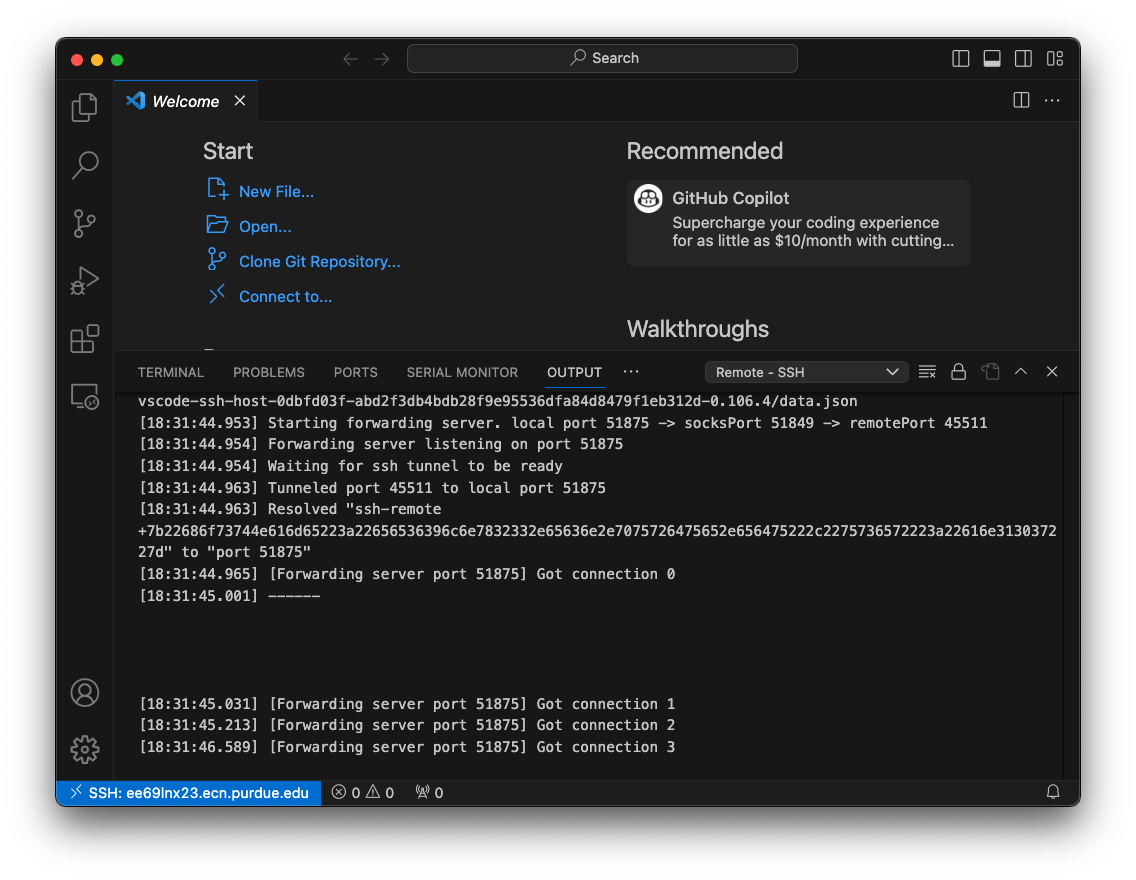 Search
Welcome
Start
New File...
Open...
Clone Git Repository...
Connect to...
Recommended
GitHub Copilot
Supercharge your coding experience
for as little as $10/month with cutting...
Walkthroughs
TERMINAL PROBLEMS PORTS SERIAL MONITOR OUTPUT ··· Remote - SSH
vscode-ssh-host-0dbfd03f-abd2f3db4bdb28f9e95536dfa84d8479f1eb312d-0.106.4/data.json
[18:31:44.953] Starting forwarding server. local port 51875 -> socksPort 51849 -> remotePort 45511
[18:31:44.954] Forwarding server listening on port 51875
[18:31:44.954] Waiting for ssh tunnel to be ready
[18:31:44.963] Tunneled port 45511 to local port 51875
[18:31:44.963] Resolved "ssh-remote
+7b22686f73744e616d65223a22656536396c6e7832332e65636e2e7075726475652e656475222c2275736572223a22616e3130372
27d" to "port 51875"
[18:31:44.965] [Forwarding server port 51875] Got connection 0
[18:31:45.001] ------
[18:31:45.031] [Forwarding server port 51875] Got connection 1
[18:31:45.213] [Forwarding server port 51875] Got connection 2
[18:31:46.589] [Forwarding server port 51875] Got connection 3
SSH: ee69lnx23.ecn.purdue.edu 0 0 0